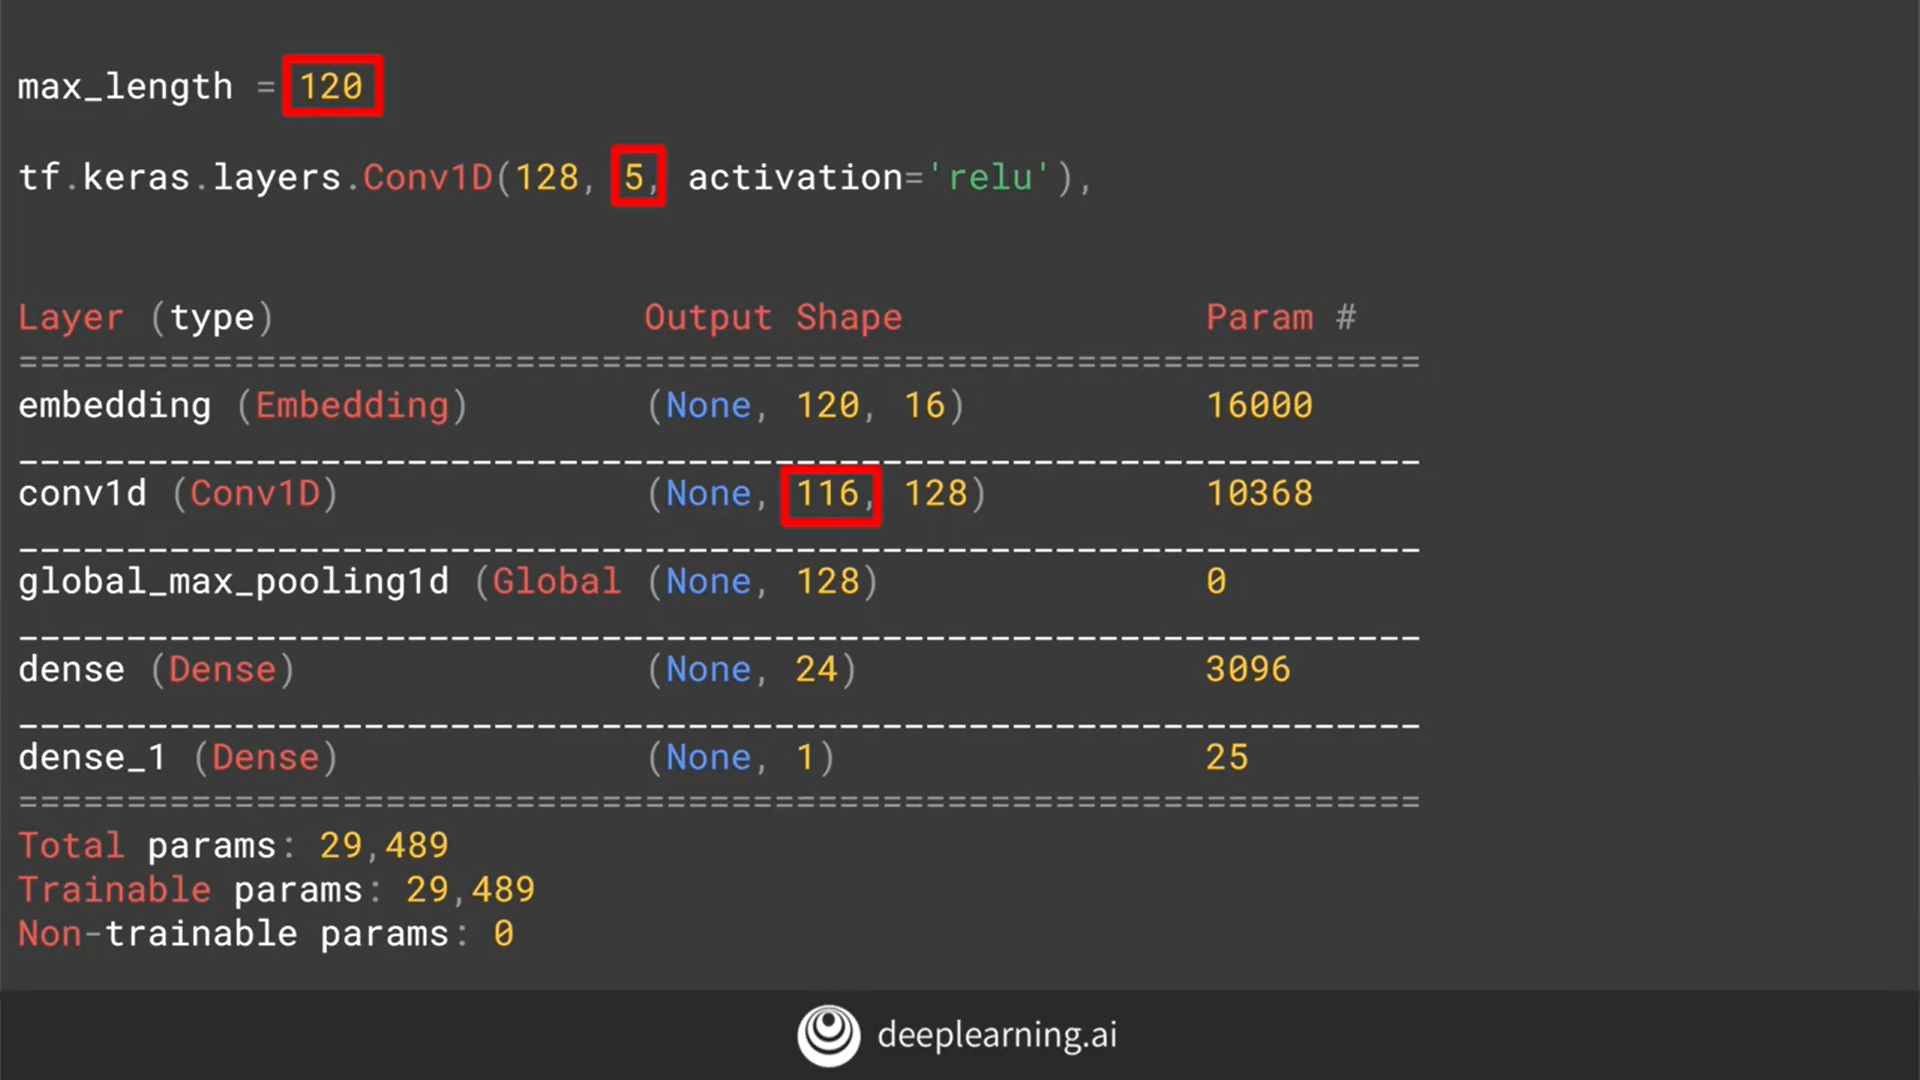 max_length = 120
tf.keras.layers.Conv1D(128, 5, activation='relu'),
Layer (type) Output Shape Param #
=================================================================
embedding (Embedding) (None, 120, 16) 16000
_________________________________________________________________
conv1d (Conv1D) (None, 116, 128) 10368
_________________________________________________________________
global_max_pooling1d (Global (None, 128) 0
_________________________________________________________________
dense (Dense) (None, 24) 3096
_________________________________________________________________
dense_1 (Dense) (None, 1) 25
=================================================================
Total params: 29,489
Trainable params: 29,489
Non-trainable params: 0
deeplearning.ai